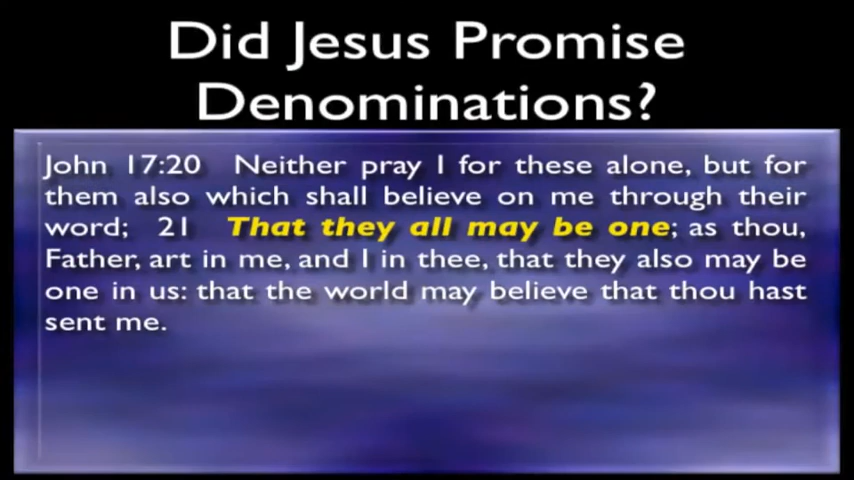 Did Jesus Promise
Denominations?
John 17:20 Neither pray I for these alone, but for
them also which shall believe on me through their
word; 21 That they all may be one; as thou,
Father, art in me, and I in thee, that they also may be
one in us: that the world may believe that thou hast
sent me.